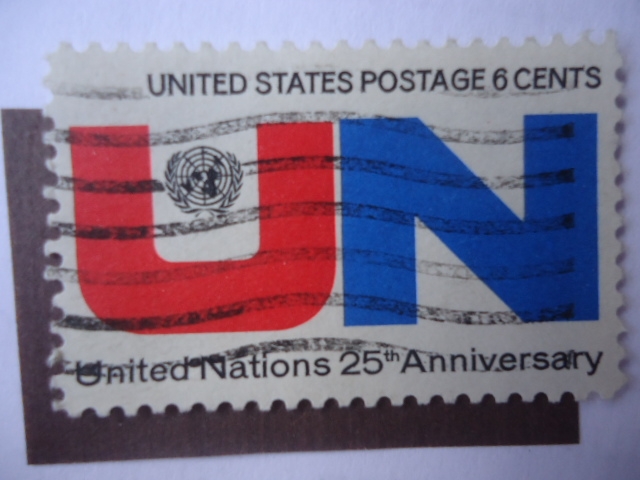 UNITED STATES POSTAGE 6 CENTS
UN
United Nations 25th Anniversary